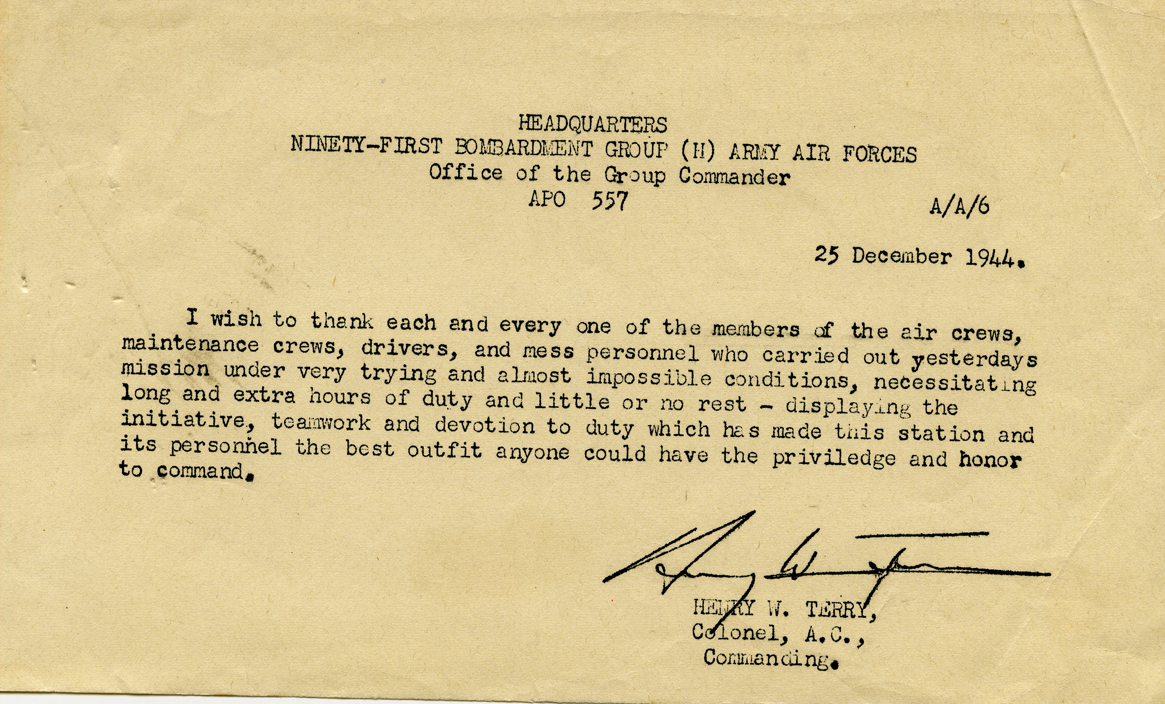 HEADQUARTERS
NINETY-FIRST BOMBARDMENT GROUP (H) ARMY AIR FORCES
Office of the Group Commander
APO 557
A/A/6
25 December 1944.
I wish to thank each and every one of the members of the air crews,
maintenance crews, drivers, and mess personnel who carried out yesterdays
mission under very trying and almost impossible conditions, necessitating
long and extra hours of duty and little or no rest - displaying the
initiative, teamwork and devotion to duty which has made this station and
its personnel the best outfit anyone could have the priviledge and honor
to command.
Henry W Terry
HENRY W. TERRY,
Colonel, A.C.,
Commanding.